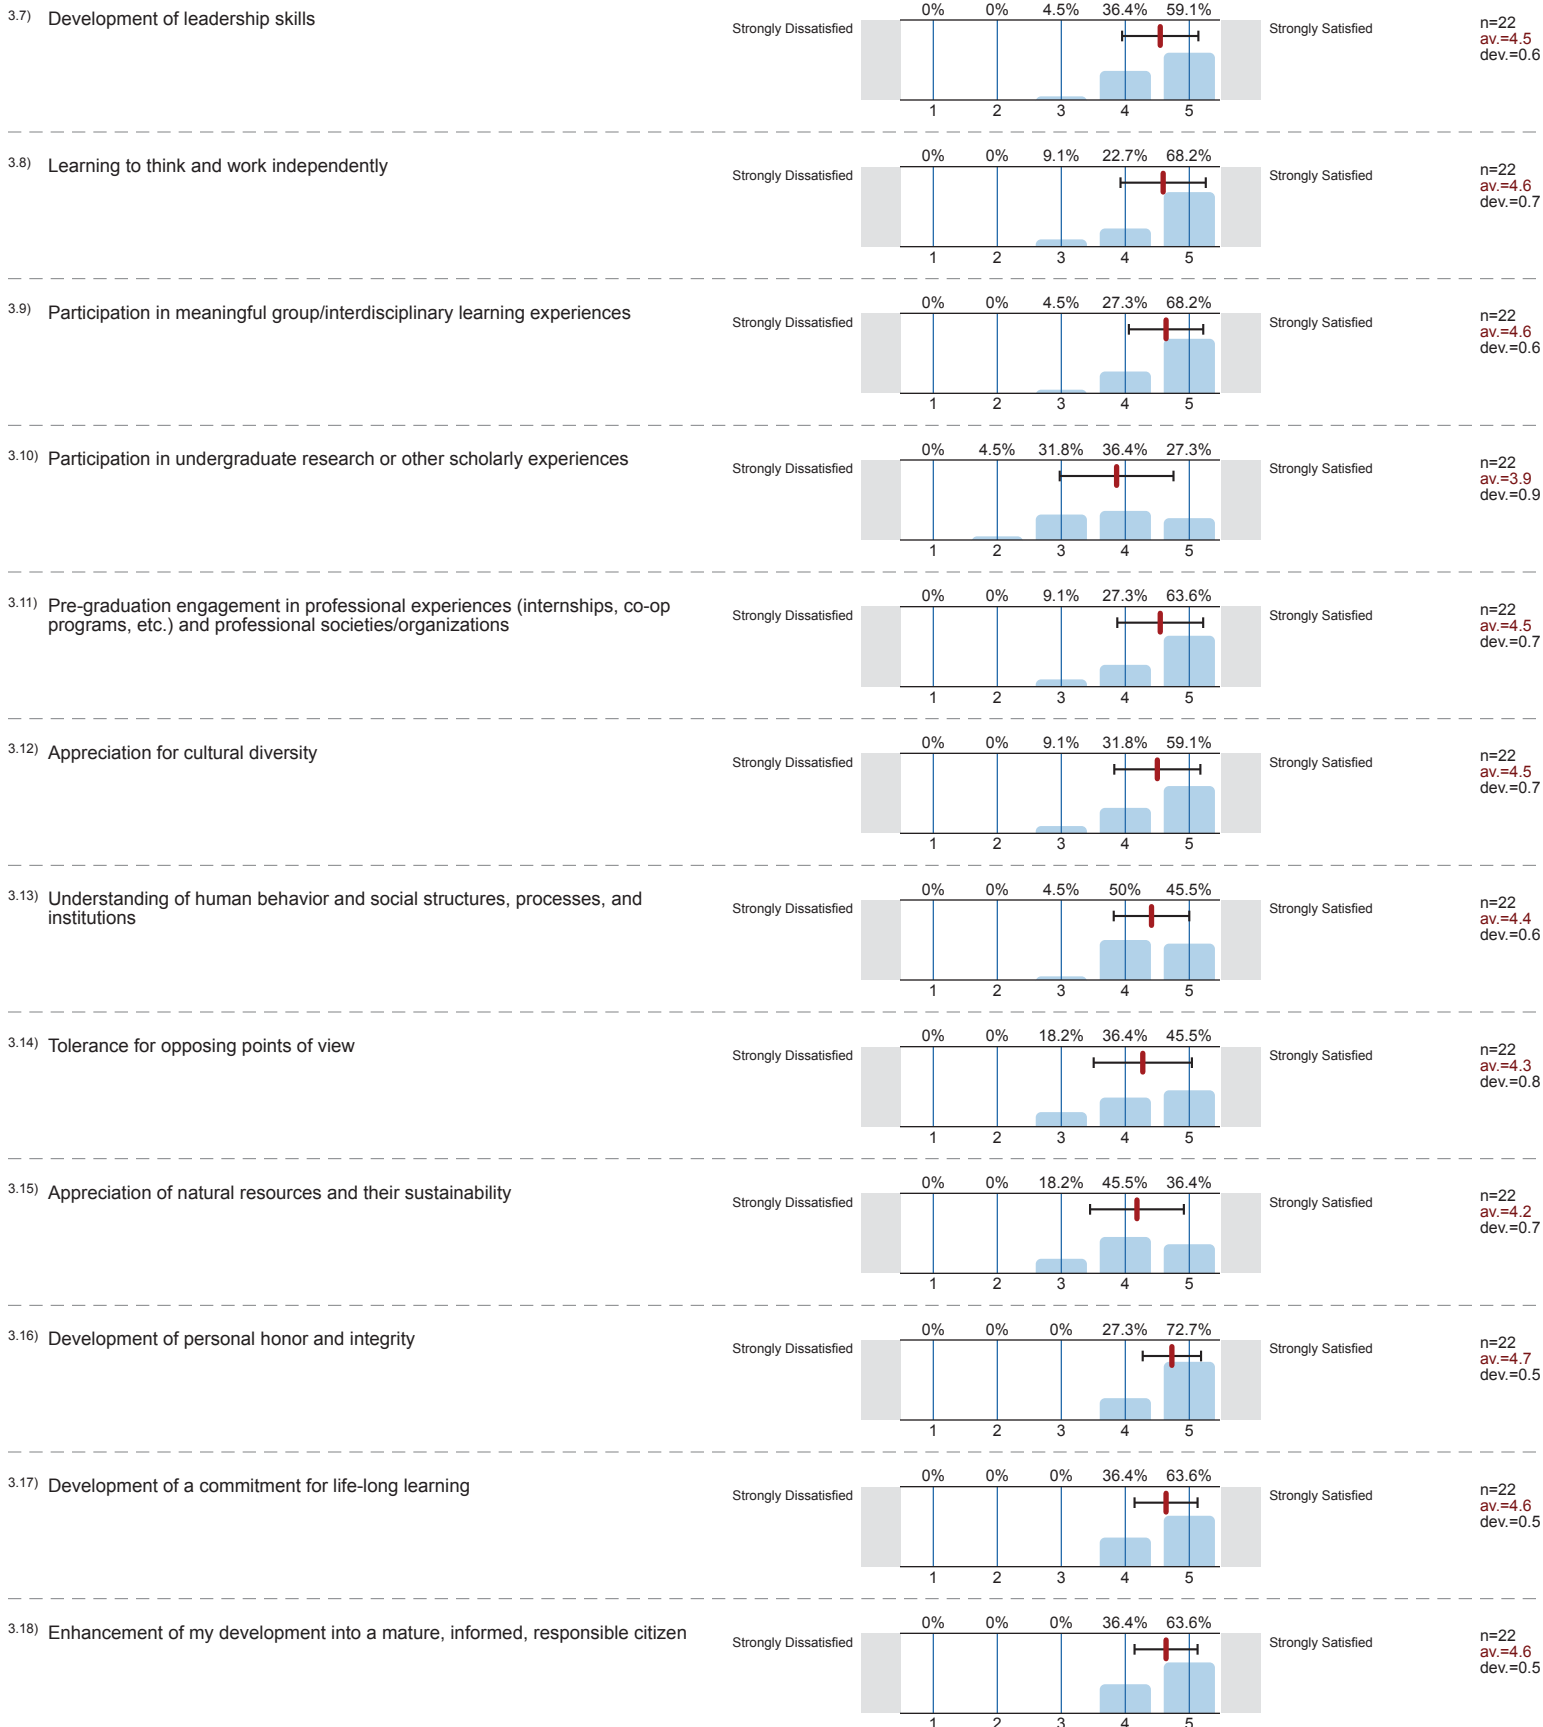 3.7) Development of leadership skills
Strongly Dissatisfied
0% 0% 4.5% 36.4% 59.1%
1 2 3 4 5
Strongly Satisfied
n=22
av.=4.5
dev.=0.6
3.8) Learning to think and work independently
Strongly Dissatisfied
0% 0% 9.1% 22.7% 68.2%
1 2 3 4 5
Strongly Satisfied
n=22
av.=4.6
dev.=0.7
3.9) Participation in meaningful group/interdisciplinary learning experiences
Strongly Dissatisfied
0% 0% 4.5% 27.3% 68.2%
1 2 3 4 5
Strongly Satisfied
n=22
av.=4.6
dev.=0.6
3.10) Participation in undergraduate research or other scholarly experiences
Strongly Dissatisfied
0% 4.5% 31.8% 36.4% 27.3%
1 2 3 4 5
Strongly Satisfied
n=22
av.=3.9
dev.=0.9
3.11) Pre-graduation engagement in professional experiences (internships, co-op
programs, etc.) and professional societies/organizations
Strongly Dissatisfied
0% 0% 9.1% 27.3% 63.6%
1 2 3 4 5
Strongly Satisfied
n=22
av.=4.5
dev.=0.7
3.12) Appreciation for cultural diversity
Strongly Dissatisfied
0% 0% 9.1% 31.8% 59.1%
1 2 3 4 5
Strongly Satisfied
n=22
av.=4.5
dev.=0.7
3.13) Understanding of human behavior and social structures, processes, and
institutions
Strongly Dissatisfied
0% 0% 4.5% 50% 45.5%
1 2 3 4 5
Strongly Satisfied
n=22
av.=4.4
dev.=0.6
3.14) Tolerance for opposing points of view
Strongly Dissatisfied
0% 0% 18.2% 36.4% 45.5%
1 2 3 4 5
Strongly Satisfied
n=22
av.=4.3
dev.=0.8
3.15) Appreciation of natural resources and their sustainability
Strongly Dissatisfied
0% 0% 18.2% 45.5% 36.4%
1 2 3 4 5
Strongly Satisfied
n=22
av.=4.2
dev.=0.7
3.16) Development of personal honor and integrity
Strongly Dissatisfied
0% 0% 0% 27.3% 72.7%
1 2 3 4 5
Strongly Satisfied
n=22
av.=4.7
dev.=0.5
3.17) Development of a commitment for life-long learning
Strongly Dissatisfied
0% 0% 0% 36.4% 63.6%
1 2 3 4 5
Strongly Satisfied
n=22
av.=4.6
dev.=0.5
3.18) Enhancement of my development into a mature, informed, responsible citizen
Strongly Dissatisfied
0% 0% 0% 36.4% 63.6%
1 2 3 4 5
Strongly Satisfied
n=22
av.=4.6
dev.=0.5